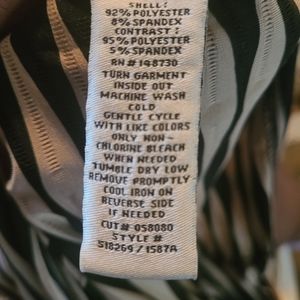 SHELL:
92% POLYESTER
8% SPANDEX
CONTRAST:
95% POLYESTER
5% SPANDEX
RN# 148730
TURN GARMENT
INSIDE OUT
MACHINE WASH
COLD
GENTLE CYCLE
WITH LIKE COLORS
ONLY NON-
CHLORINE BLEACH
WHEN NEEDED
TUMBLE DRY LOW
REMOVE PROMPTLY
COOL IRON ON
REVERSE SIDE
IF NEEDED
CUT# 058080
STYLE#
S18269 / 1587A